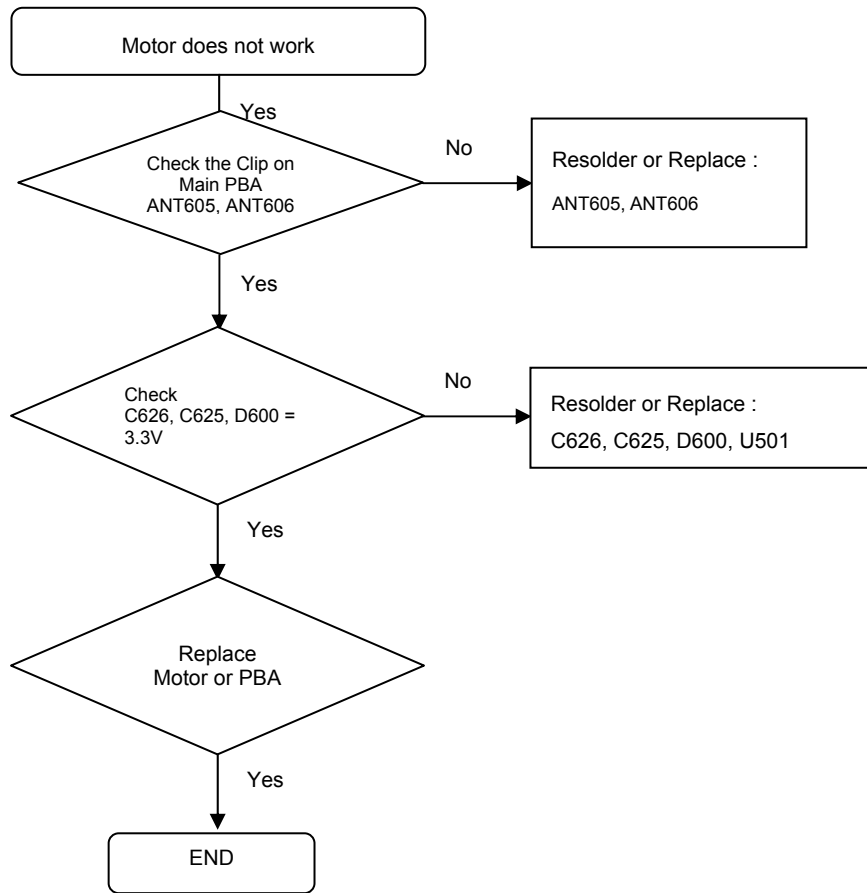 Motor does not work
Yes
Check the Clip on
Main PBA
ANT605, ANT606
No
Resolder or Replace :
ANT605, ANT606
Yes
Check
C626, C625, D600 =
3.3V
No
Resolder or Replace :
C626, C625, D600, U501
Yes
Replace
Motor or PBA
Yes
END